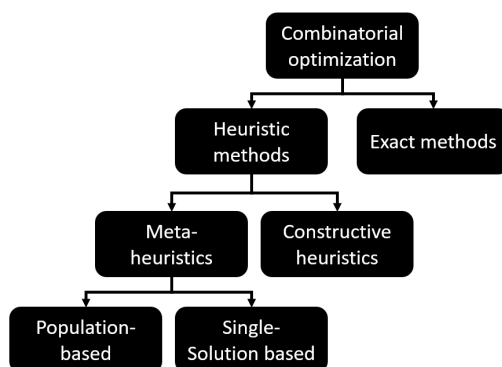 Combinatorial
optimization
Heuristic
methods
Exact methods
Meta-
heuristics
Constructive
heuristics
Population-
based
Single-
Solution based